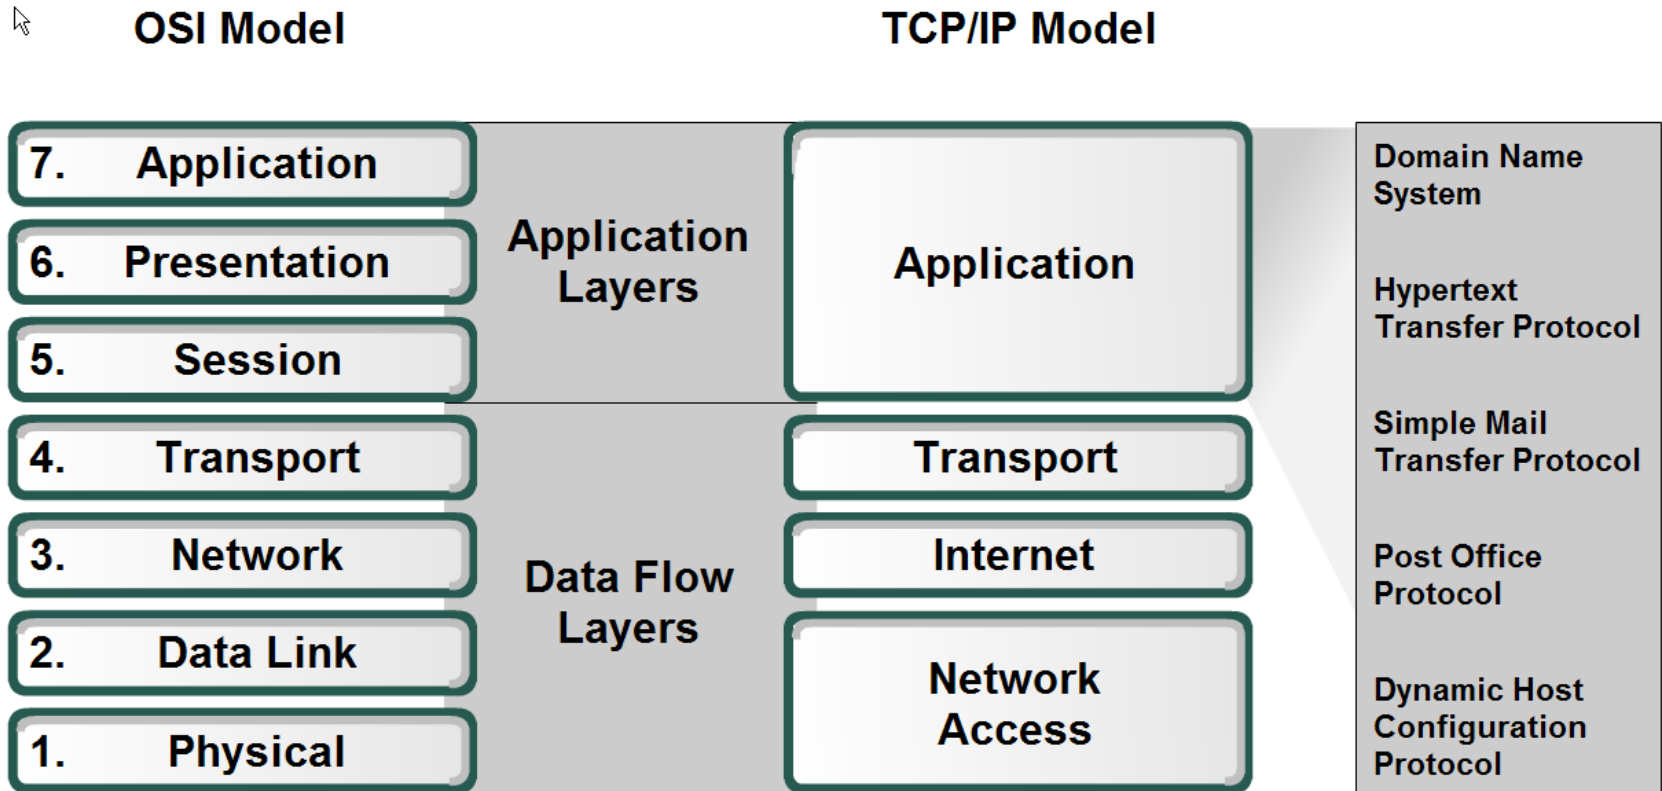 OSI Model
TCP/IP Model
7. Application
6. Presentation
5. Session
4. Transport
3. Network
2. Data Link
1. Physical
Application
Layers
Data Flow
Layers
Application
Transport
Internet
Network
Access
Domain Name
System
Hypertext
Transfer Protocol
Simple Mail
Transfer Protocol
Post Office
Protocol
Dynamic Host
Configuration
Protocol